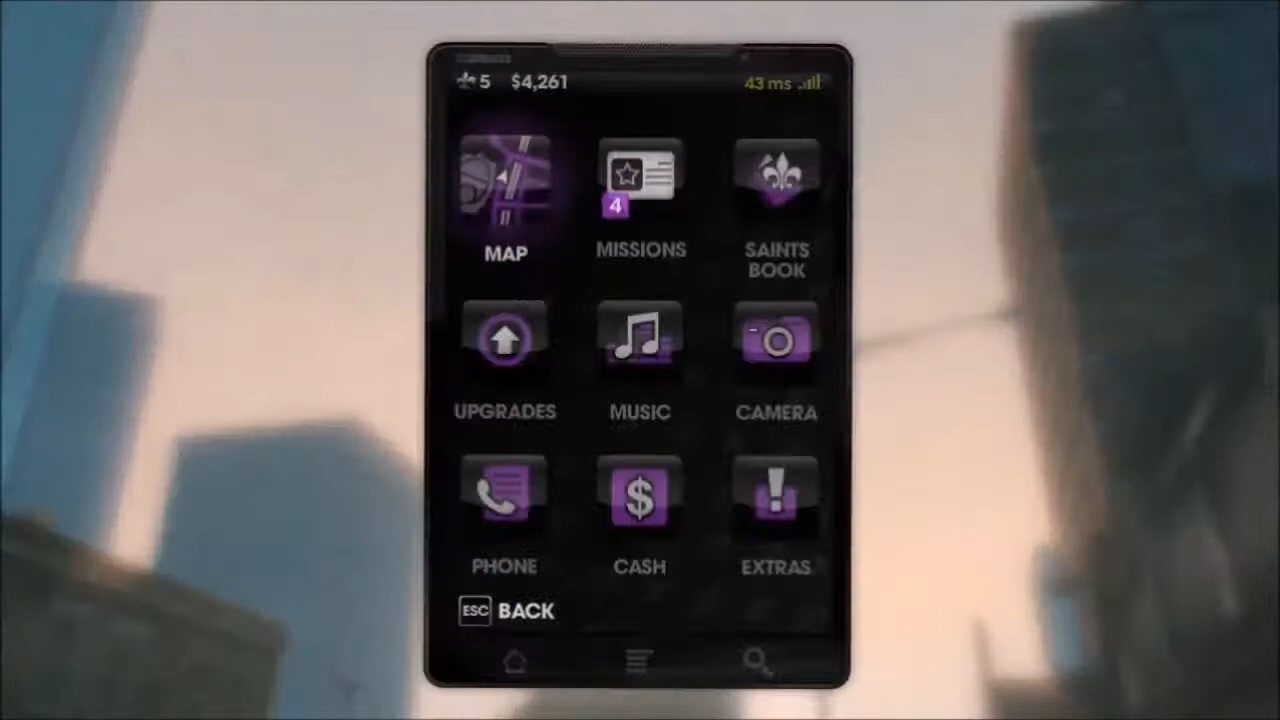 5 $4,261 43 ms
4
MAP MISSIONS SAINTS
BOOK
UPGRADES MUSIC CAMERA
$
PHONE CASH EXTRAS
ESC BACK